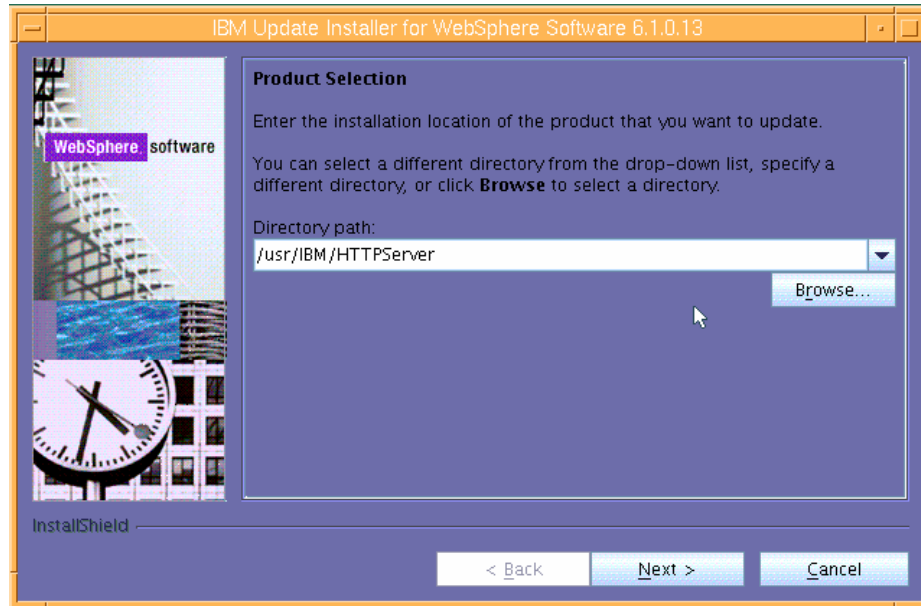 IBM Update Installer for WebSphere Software 6.1.0.13
WebSphere software
Product Selection
Enter the installation location of the product that you want to update.
You can select a different directory from the drop-down list, specify a
different directory, or click Browse to select a directory.
Directory path:
/usr/IBM/HTTPServer
Browse...
InstallShield
< Back
Next >
Cancel